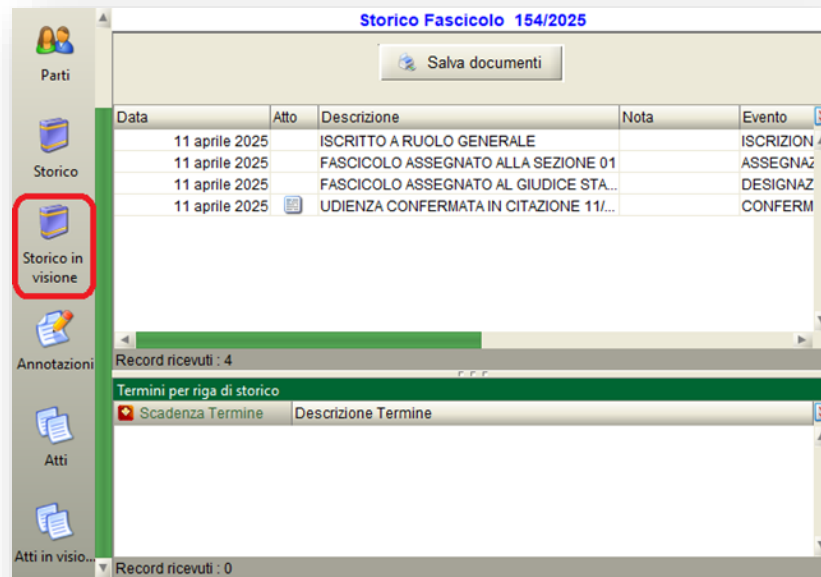 Storico Fascicolo 154/2025
Parti
Storico
Storico in
visione
Annotazioni
Atti
Atti in visio...
Salva documenti
Data Atto Descrizione Nota Evento
11 aprile 2025 ISCRITTO A RUOLO GENERALE ISCRIZION
11 aprile 2025 FASCICOLO ASSEGNATO ALLA SEZIONE 01 ASSEGNAZ
11 aprile 2025 FASCICOLO ASSEGNATO AL GIUDICE STA... DESIGNAZ
11 aprile 2025 UDIENZA CONFERMATA IN CITAZIONE 11/... CONFERM
Record ricevuti : 4
Termini per riga di storico
Scadenza Termine Descrizione Termine
Record ricevuti : 0